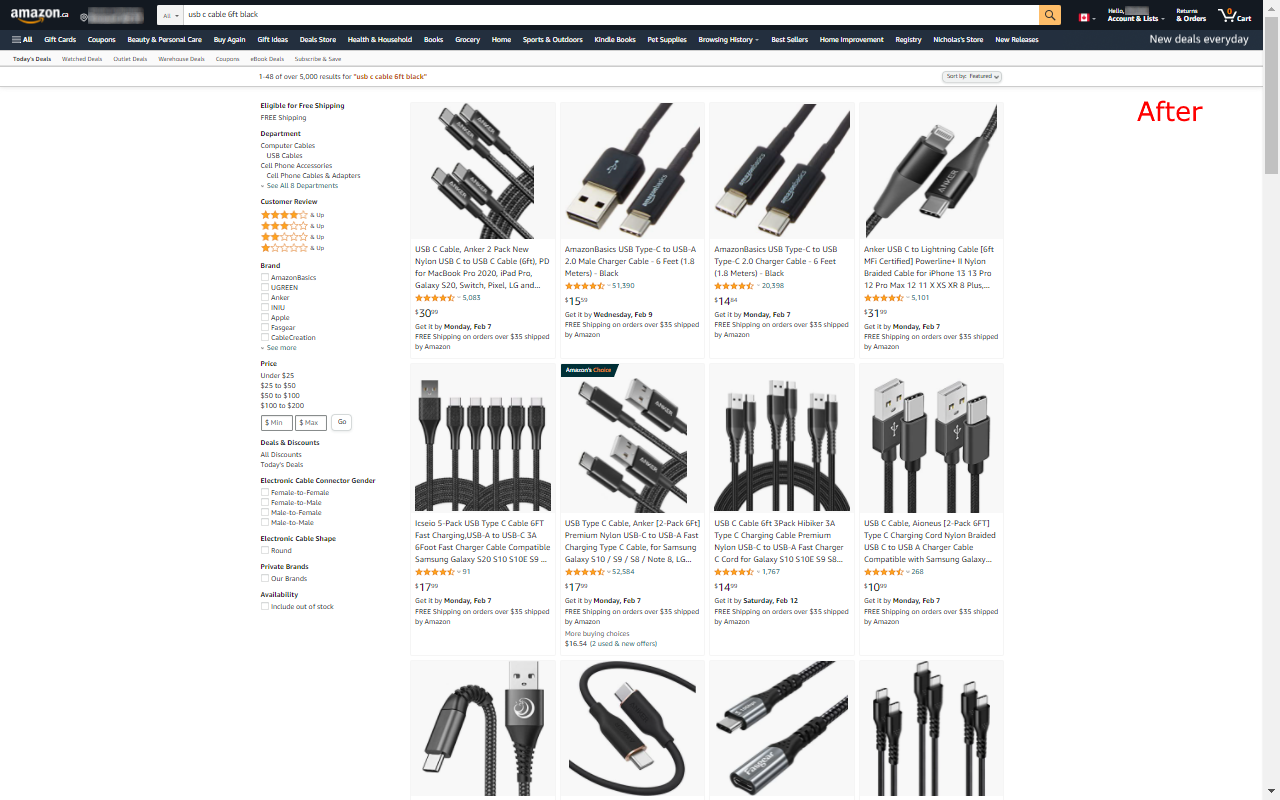 amazon.ca
All
usb c cable 6ft black
Hello,
Account & Lists
Returns
& Orders
0
Cart
All Gift Cards Coupons Beauty & Personal Care Buy Again Gift Ideas Deals Store Health & Household Books Grocery Home Sports & Outdoors Kindle Books Pet Supplies Browsing History Best Sellers Home Improvement Registry Nicholas's Store New Releases
New deals everyday
Today's Deals Watched Deals Outlet Deals Warehouse Deals Coupons eBook Deals Subscribe & Save
1-48 of over 5,000 results for "usb c cable 6ft black"
Sort by: Featured
After
Eligible for Free Shipping
FREE Shipping
Department
Computer Cables
USB Cables
Cell Phone Accessories
Cell Phone Cables & Adapters
See All 8 Departments
Customer Review
& Up
& Up
& Up
& Up
Brand
AmazonBasics
UGREEN
Anker
INIU
Apple
Fasgear
CableCreation
See more
Price
Under $25
$25 to $50
$50 to $100
$100 to $200
$ Min
$ Max
Go
Deals & Discounts
All Discounts
Today's Deals
Electronic Cable Connector Gender
Female-to-Female
Female-to-Male
Male-to-Female
Male-to-Male
Electronic Cable Shape
Round
Private Brands
Our Brands
Availability
Include out of stock
ANKER
ANKER
USB C Cable, Anker 2 Pack New
Nylon USB C to USB C Cable (6ft), PD
for MacBook Pro 2020, iPad Pro,
Galaxy S20, Switch, Pixel, LG and...
5,083
$30.99
Get it by Monday, Feb 7
FREE Shipping on orders over $35 shipped
by Amazon
amazonbasics
AmazonBasics USB Type-C to USB-A
2.0 Male Charger Cable - 6 Feet (1.8
Meters) - Black
51,390
$15.59
Get it by Wednesday, Feb 9
FREE Shipping on orders over $35 shipped
by Amazon
amazonbasics
amazonbasics
AmazonBasics USB Type-C to USB
Type-C 2.0 Charger Cable - 6 Feet
(1.8 Meters) - Black
20,398
$14.84
Get it by Monday, Feb 7
FREE Shipping on orders over $35 shipped
by Amazon
ANKER
Anker USB C to Lightning Cable [6ft
MFi Certified] Powerline+ II Nylon
Braided Cable for iPhone 13 13 Pro
12 Pro Max 12 11 X XS XR 8 Plus,...
5,101
$31.99
Get it by Monday, Feb 7
FREE Shipping on orders over $35 shipped
by Amazon
Icseio 5-Pack USB Type C Cable 6FT
Fast Charging,USB-A to USB-C 3A
6Foot Fast Charger Cable Compatible
Samsung Galaxy S20 S10 S10E S9 ...
91
$17.99
Get it by Monday, Feb 7
FREE Shipping on orders over $35 shipped
by Amazon
Amazon's Choice
ANKER
ANKER
USB Type C Cable, Anker [2-Pack 6Ft]
Premium Nylon USB-C to USB-A Fast
Charging Type C Cable, for Samsung
Galaxy S10 / S9 / S8 / Note 8, LG...
52,584
$17.99
Get it by Monday, Feb 7
FREE Shipping on orders over $35 shipped
by Amazon
More buying choices
$16.54 (2 used & new offers)
USB C Cable 6ft 3Pack Hibiker 3A
Type C Charging Cable Premium
Nylon USB-C to USB-A Fast Charger
C Cord for Galaxy S10 S10E S9 S8...
1,767
$14.99
Get it by Saturday, Feb 12
FREE Shipping on orders over $35 shipped
by Amazon
USB C Cable, Aioneus [2-Pack 6FT]
Type C Charging Cord Nylon Braided
USB C to USB A Charger Cable
Compatible with Samsung Galaxy...
268
$10.99
Get it by Monday, Feb 7
FREE Shipping on orders over $35 shipped
by Amazon
Fasgear